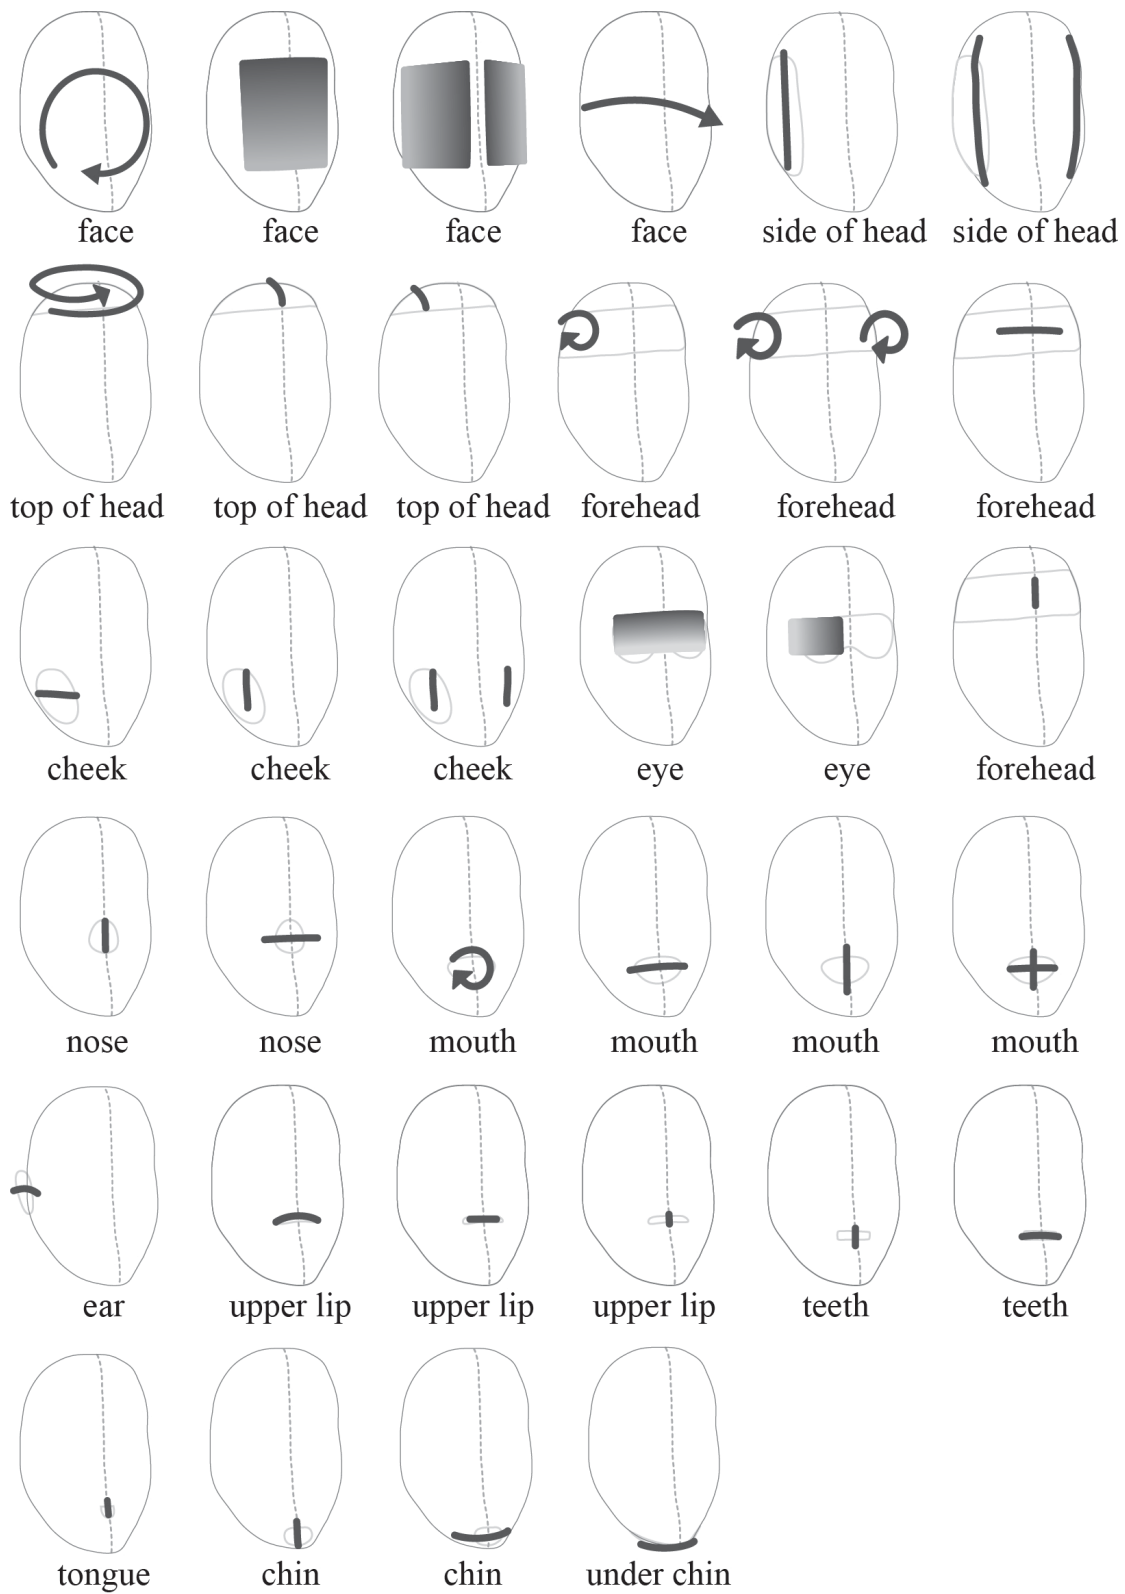 face face face face side of head side of head
top of head top of head top of head forehead forehead forehead
cheek cheek cheek eye eye forehead
nose nose mouth mouth mouth mouth
ear upper lip upper lip upper lip teeth teeth
tongue chin chin under chin